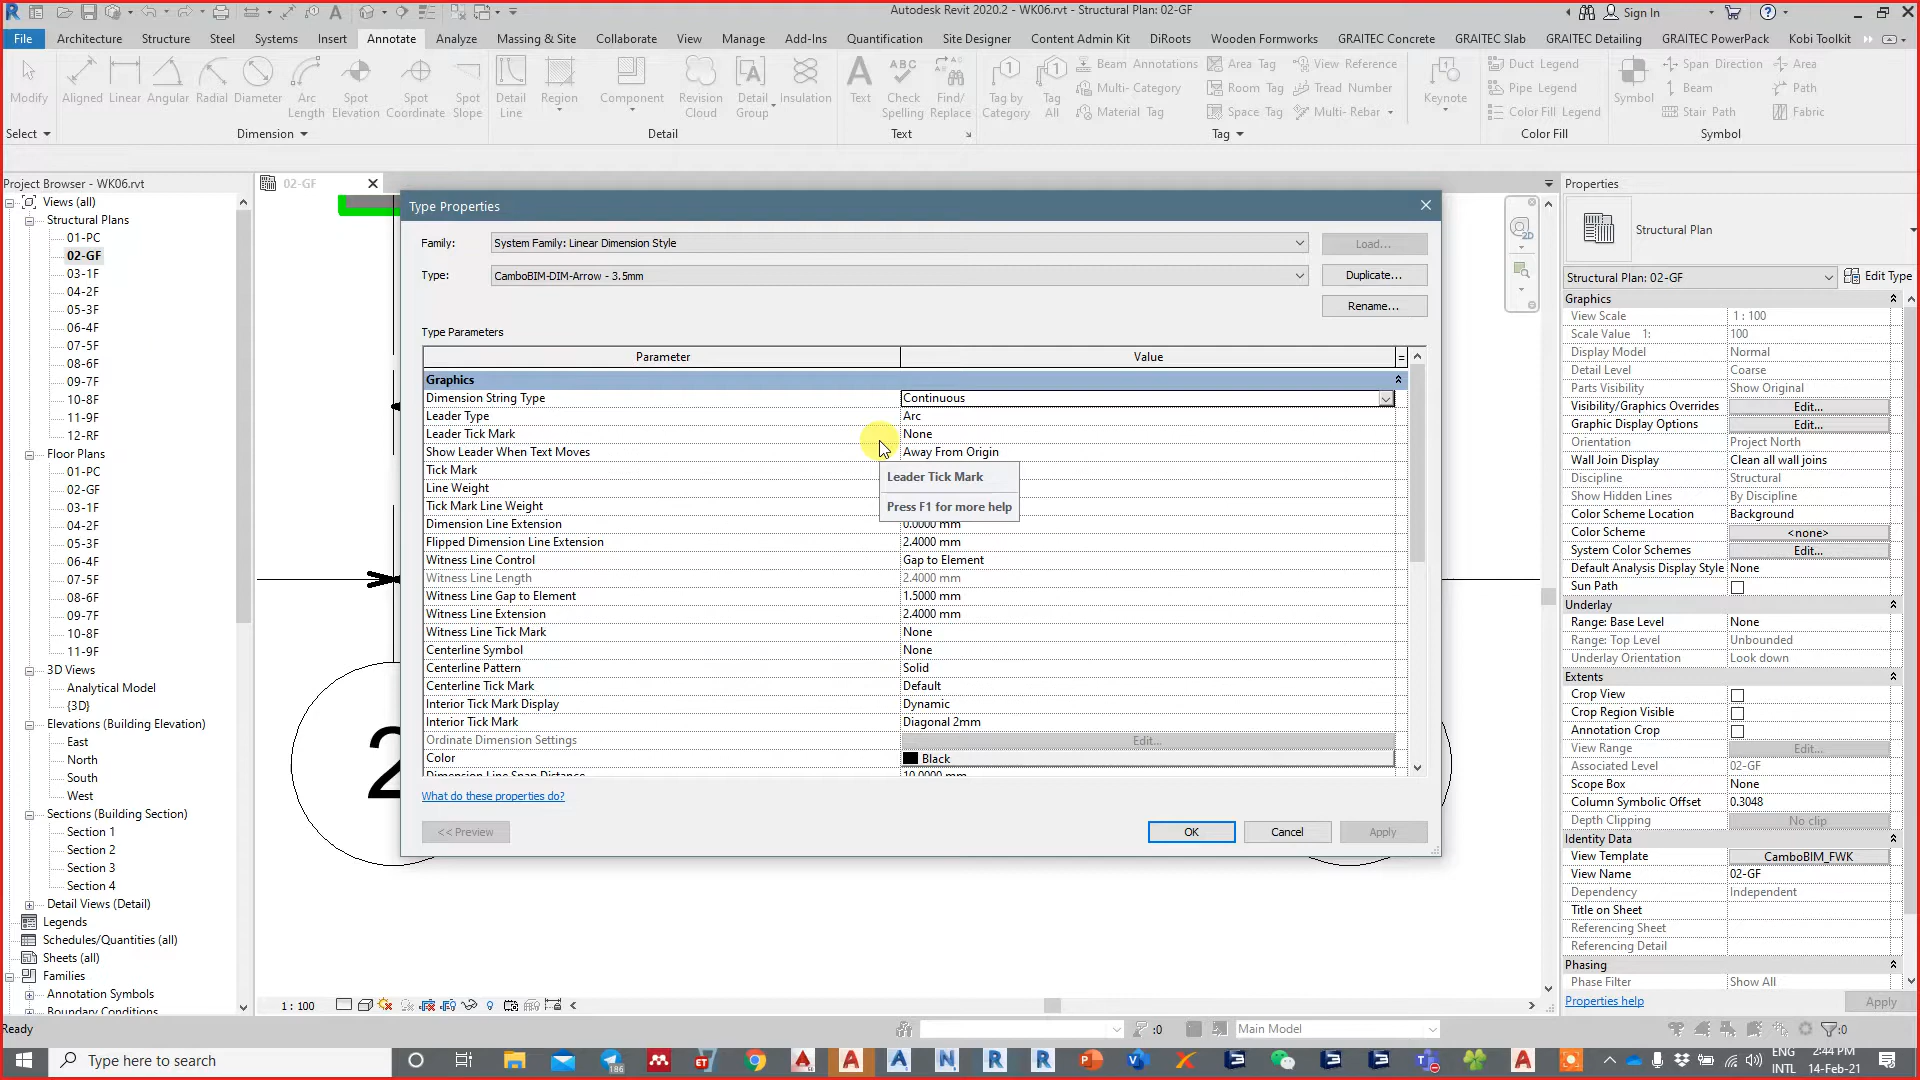 Autodesk Revit 2020.2 - WK06.rvt - Structural Plan: 02-GF
Sign In
File Architecture Structure Steel Systems Insert Annotate Analyze Massing & Site Collaborate View Manage Add-Ins Quantification Site Designer Content Admin Kit DiRoots Wooden Formworks GRAITEC Concrete GRAITEC Slab GRAITEC Detailing GRAITEC PowerPack Kobi Toolkit
Modify Aligned Linear Angular Radial Diameter Arc Length Spot Elevation Spot Coordinate Spot Slope Detail Line Region Component Revision Cloud Detail Group Insulation Text Check Spelling Find/ Replace Tag by Category Tag All
Beam Annotations Area Tag View Reference
Multi- Category Room Tag Tread Number
Material Tag Space Tag Multi- Rebar
Keynote
Duct Legend
Pipe Legend
Color Fill Legend
Symbol
Span Direction Area
Beam Path
Stair Path Fabric
Select Dimension Detail Text Tag Color Fill Symbol
Project Browser - WK06.rvt
Views (all)
Structural Plans
01-PC
02-GF
03-1F
04-2F
05-3F
06-4F
07-5F
08-6F
09-7F
10-8F
11-9F
12-RF
Floor Plans
01-PC
02-GF
03-1F
04-2F
05-3F
06-4F
07-5F
08-6F
09-7F
10-8F
11-9F
3D Views
Analytical Model
{3D}
Elevations (Building Elevation)
East
North
South
West
Sections (Building Section)
Section 1
Section 2
Section 3
Section 4
Detail Views (Detail)
Legends
Schedules/Quantities (all)
Sheets (all)
Families
Annotation Symbols
Boundary Conditions
02-GF
2
Type Properties
Family: System Family: Linear Dimension Style Load...
Type: CamboBIM-DIM-Arrow - 3.5mm Duplicate...
Rename...
Type Parameters
Parameter Value =
Graphics
Dimension String Type Continuous
Leader Type Arc
Leader Tick Mark None
Show Leader When Text Moves Away From Origin
Tick Mark
Line Weight
Tick Mark Line Weight
Dimension Line Extension 0.0000 mm
Flipped Dimension Line Extension 2.4000 mm
Witness Line Control Gap to Element
Witness Line Length 2.4000 mm
Witness Line Gap to Element 1.5000 mm
Witness Line Extension 2.4000 mm
Witness Line Tick Mark None
Centerline Symbol None
Centerline Pattern Solid
Centerline Tick Mark Default
Interior Tick Mark Display Dynamic
Interior Tick Mark Diagonal 2mm
Ordinate Dimension Settings Edit...
Color Black
Dimension Line Snap Distance 10.0000 mm
Leader Tick Mark
Press F1 for more help
What do these properties do?
<< Preview OK Cancel Apply
2D
Properties
Structural Plan
Structural Plan: 02-GF Edit Type
Graphics
View Scale 1 : 100
Scale Value 1: 100
Display Model Normal
Detail Level Coarse
Parts Visibility Show Original
Visibility/Graphics Overrides Edit...
Graphic Display Options Edit...
Orientation Project North
Wall Join Display Clean all wall joins
Discipline Structural
Show Hidden Lines By Discipline
Color Scheme Location Background
Color Scheme <none>
System Color Schemes Edit...
Default Analysis Display Style None
Sun Path
Underlay
Range: Base Level None
Range: Top Level Unbounded
Underlay Orientation Look down
Extents
Crop View
Crop Region Visible
Annotation Crop
View Range Edit...
Associated Level 02-GF
Scope Box None
Column Symbolic Offset 0.3048
Depth Clipping No clip
Identity Data
View Template CamboBIM_FWK
View Name 02-GF
Dependency Independent
Title on Sheet
Referencing Sheet
Referencing Detail
Phasing
Phase Filter Show All
Properties help Apply
1 : 100
Ready
:0
Main Model
:0
Type here to search
186
ENG
INTL
2:44 PM
14-Feb-21